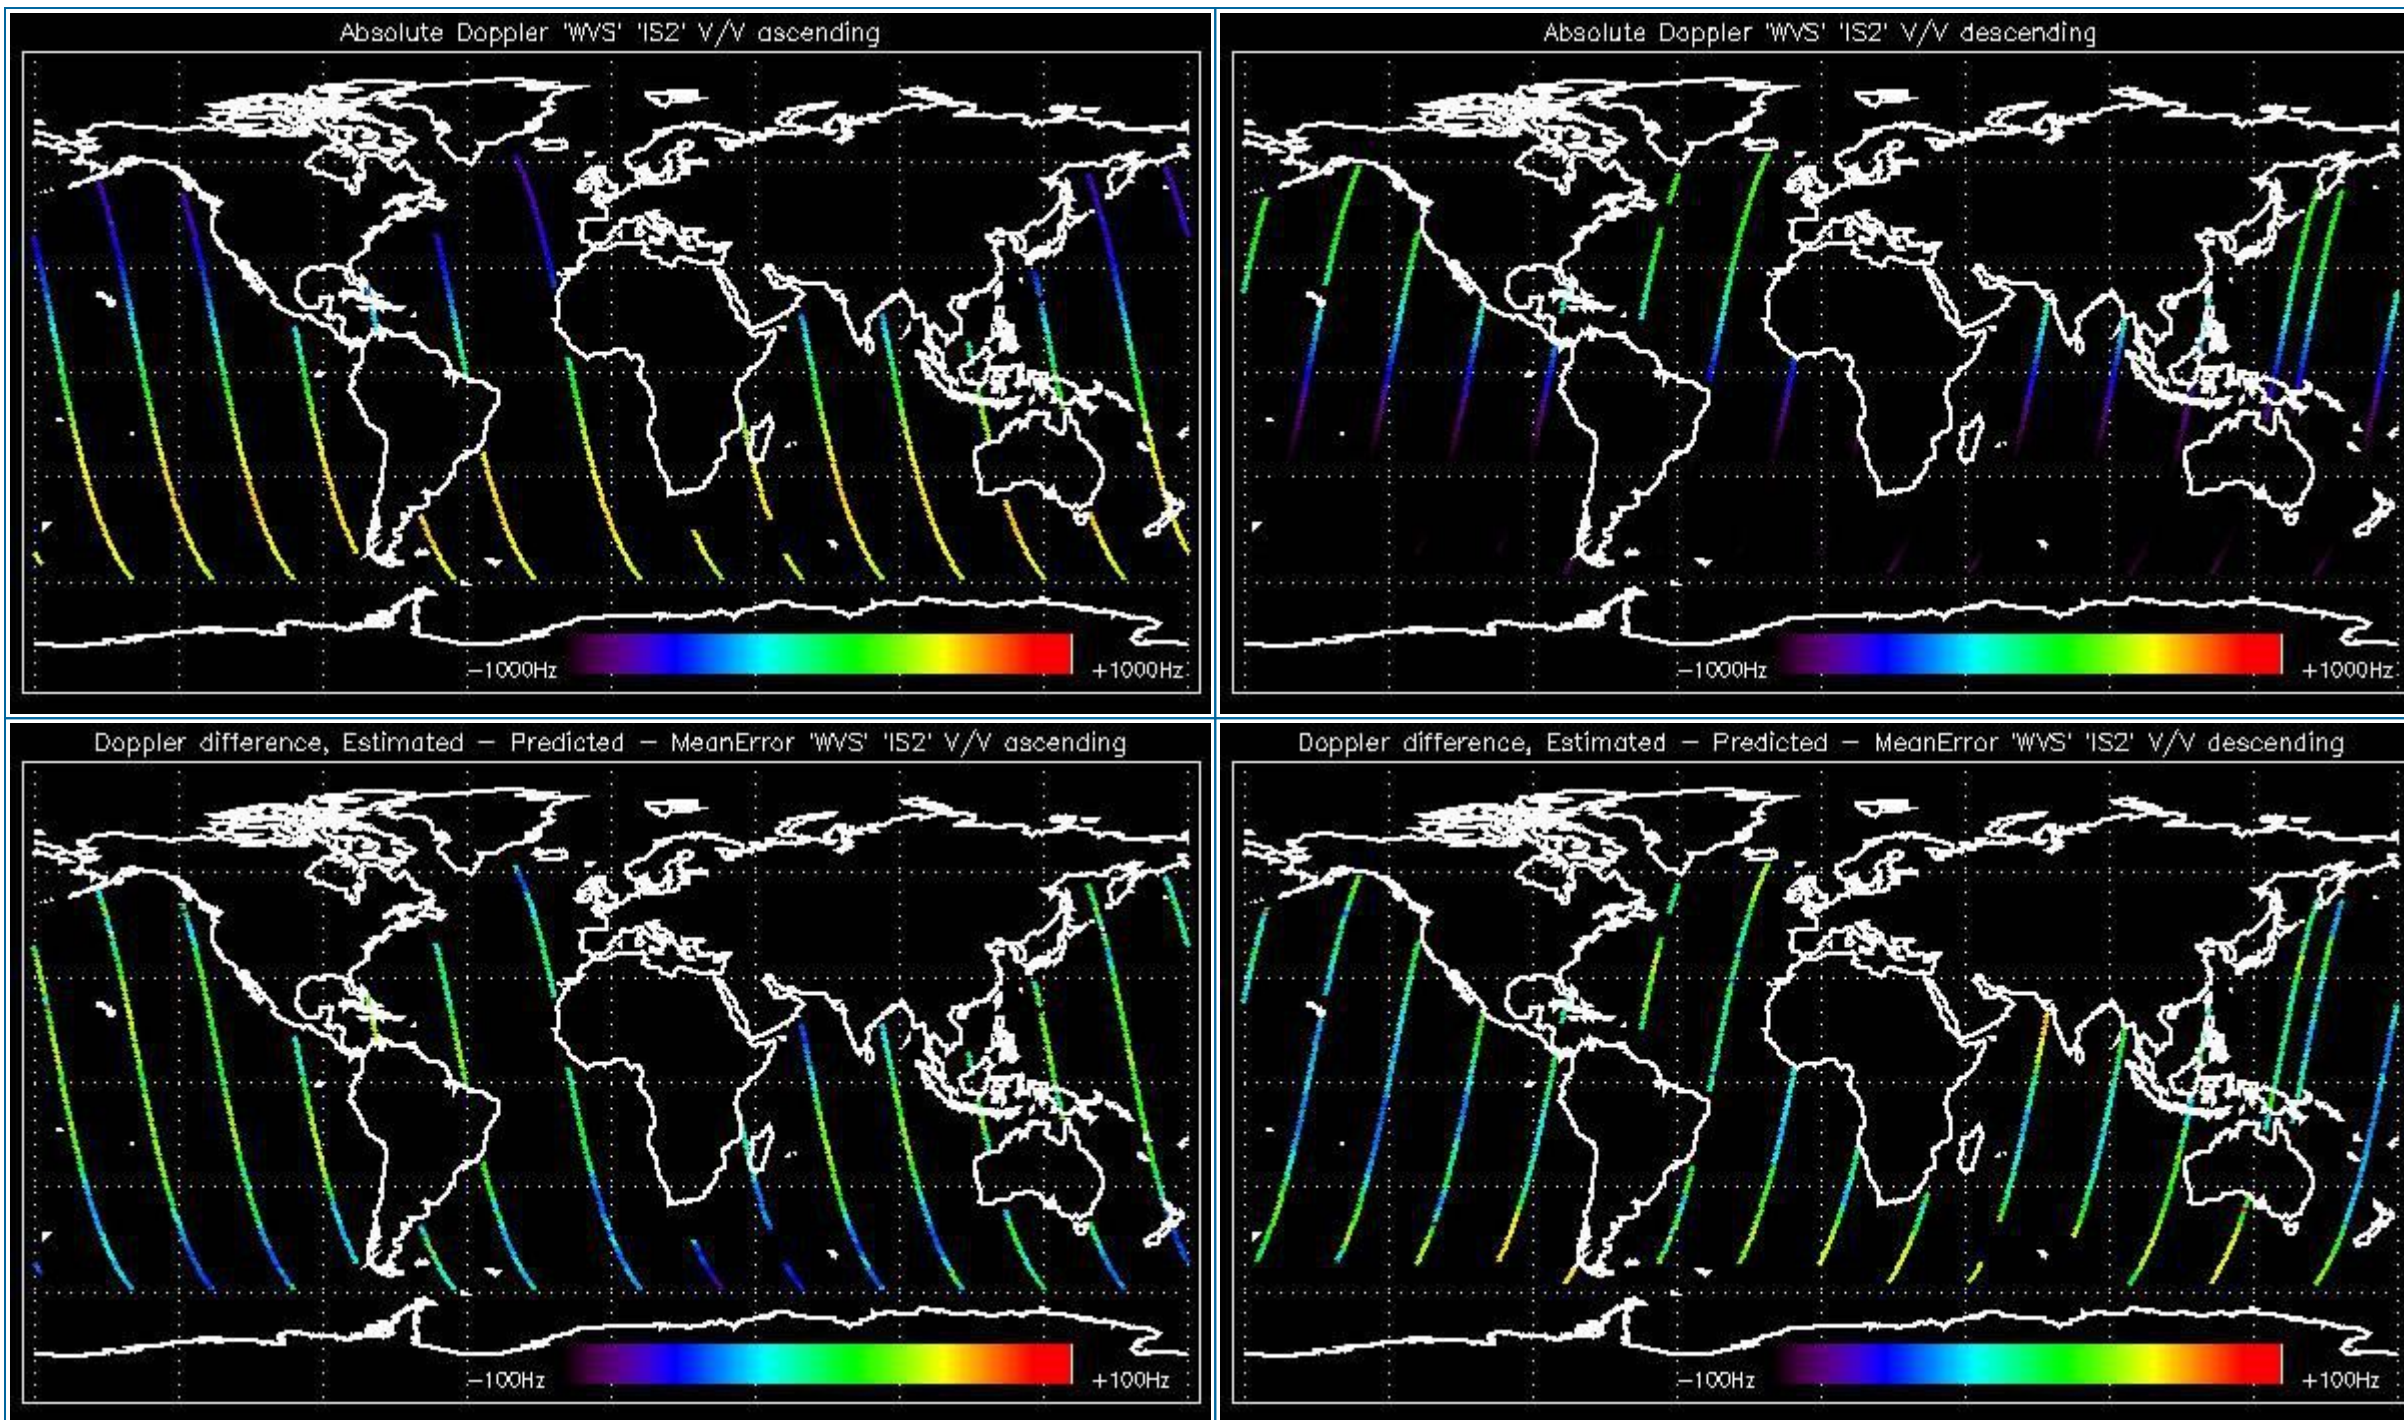 Absolute Doppler 'WVS' 'IS2' V/V ascending
-1000Hz +1000Hz
Absolute Doppler 'WVS' 'IS2' V/V descending
-1000Hz +1000Hz
Doppler difference, Estimated - Predicted - MeanError 'WVS' 'IS2' V/V ascending
-100Hz +100Hz
Doppler difference, Estimated - Predicted - MeanError 'WVS' 'IS2' V/V descending
-100Hz +100Hz